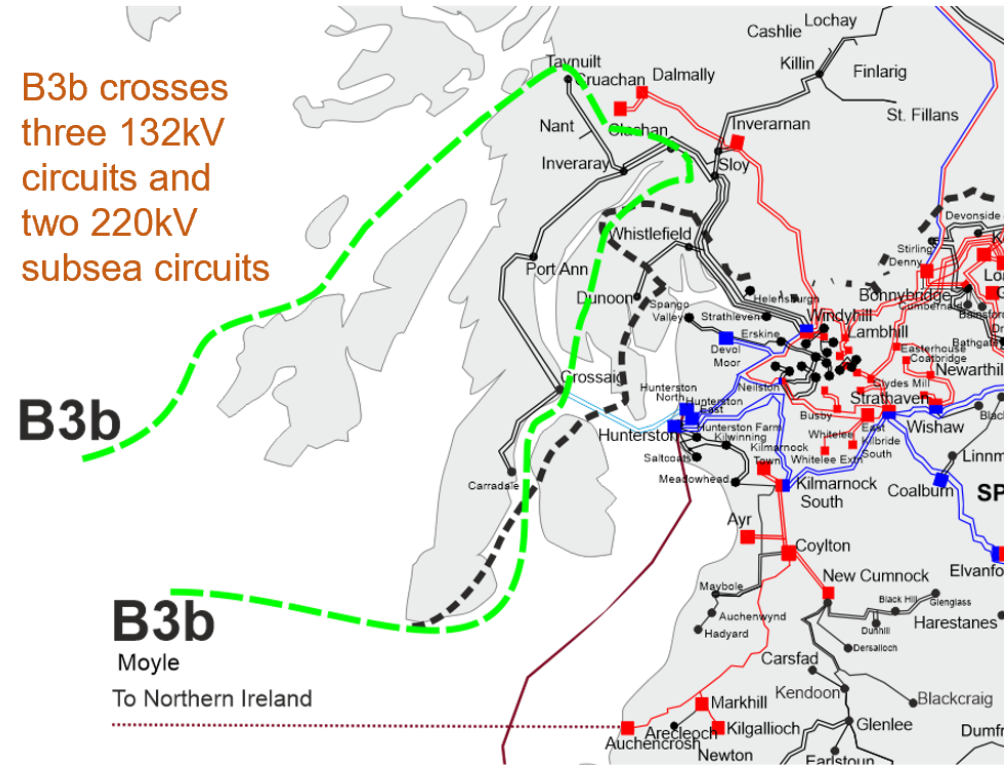 B3b crosses
three 132kV
circuits and
two 220kV
subsea circuits
Lochay
Cashlie
Killin
Finlarig
St. Fillans
Taynuilt
Cruachan
Dalmally
Nant
Clachan
Inverarnan
Inveraray
Sloy
Devonside
Whistlefield
Stirling
Denny
Port Ann
Dunoon
Helensburgh
Bonnybridge
Cumbernauld
Bainsford
Spango
Valley
Strathleven
Windyhill
Erskine
Lambhill
Bathgate
Devol
Moor
Easterhouse
Coatbridge
Newarthill
Crossaig
Neilston
Clydes Mill
Hunterston
North
Hunterston
East
Strathaven
Busby
B3b
Hunterston
Hunterston Farm
Kilwinning
Whitelee
East
Kilbride
South
Wishaw
Saltcoats
Kilmarnock
Town
Whitelee Extn
Carradale
Meadowhead
Kilmarnock
South
Coalburn
SP
Ayr
Coylton
Elvanfo
New Cumnock
B3b
Maybole
Black Hill
Glenglass
Auchenwynd
Dunhill
Harestanes
Hadyard
Dersalloch
Moyle
Carsfad
To Northern Ireland
Kendoon
Blackcraig
Markhill
Arecleoch
Kilgallioch
Glenlee
Auchencrosh
Newton
Earlstoun
Dumfr